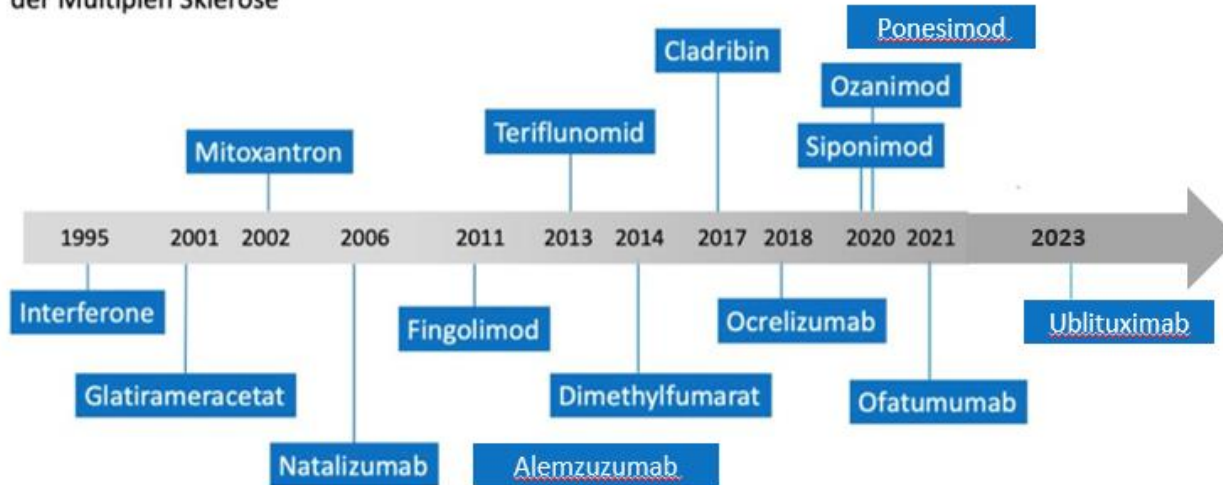 der Multiplen Sklerose
Ponesimod
Cladribin
Ozanimod
Teriflunomid
Mitoxantron
Siponimod
1995 2001 2002 2006 2011 2013 2014 2017 2018 2020 2021 2023
Interferone
Fingolimod
Ocrelizumab
Ublituximab
Glatirameracetat
Dimethylfumarat
Ofatumumab
Natalizumab
Alemzuzumab